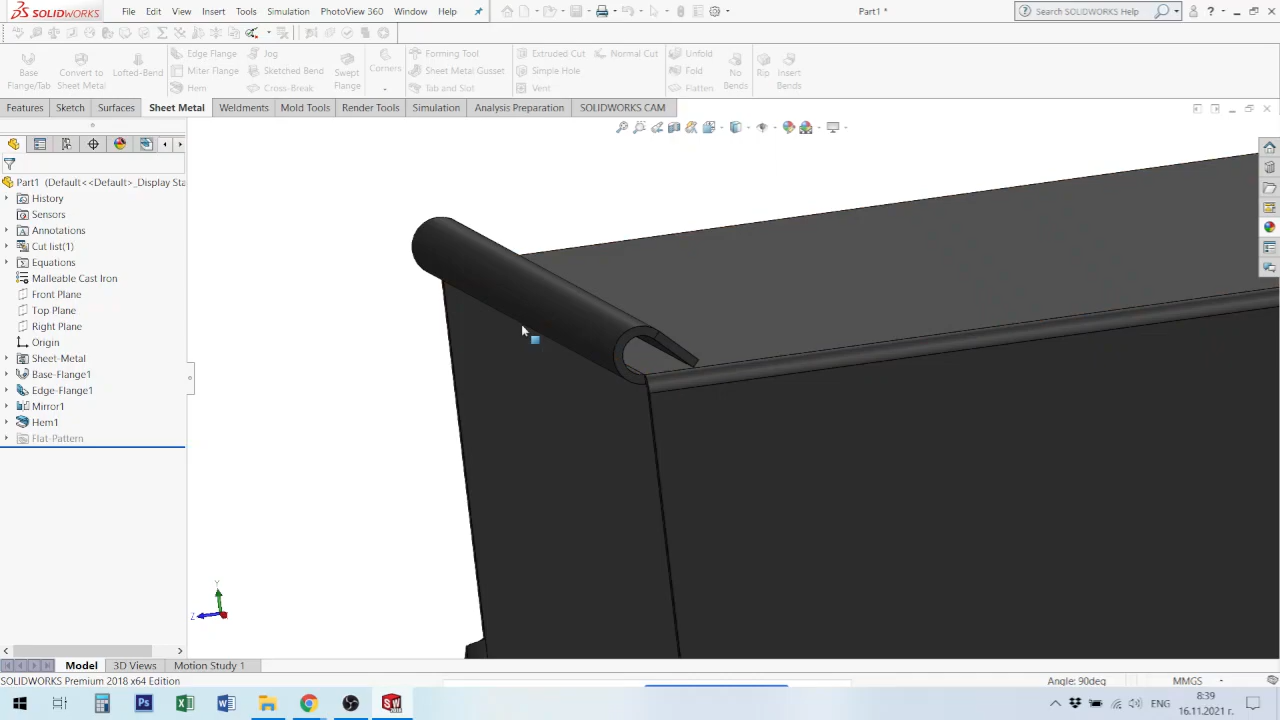 SOLIDWORKS File Edit View Insert Tools Simulation PhotoView 360 Window Help Part1 * Search SOLIDWORKS Help
Base Flange/Tab Convert to Sheet Metal Lofted-Bend Edge Flange Miter Flange Hem Jog Sketched Bend Cross-Break Swept Flange Corners Forming Tool Sheet Metal Gusset Tab and Slot Extruded Cut Simple Hole Vent Normal Cut Unfold Fold Flatten No Bends Rip Insert Bends
Features Sketch Surfaces Sheet Metal Weldments Mold Tools Render Tools Simulation Analysis Preparation SOLIDWORKS CAM
Part1 (Default<<Default>_Display Sta
History
Sensors
Annotations
Cut list(1)
Equations
Malleable Cast Iron
Front Plane
Top Plane
Right Plane
Origin
Sheet-Metal
Base-Flange1
Edge-Flange1
Mirror1
Hem1
Flat-Pattern
Y
Z
Model 3D Views Motion Study 1
SOLIDWORKS Premium 2018 x64 Edition Angle: 90deg MMGS
ENG 8:39
16.11.2021 г.